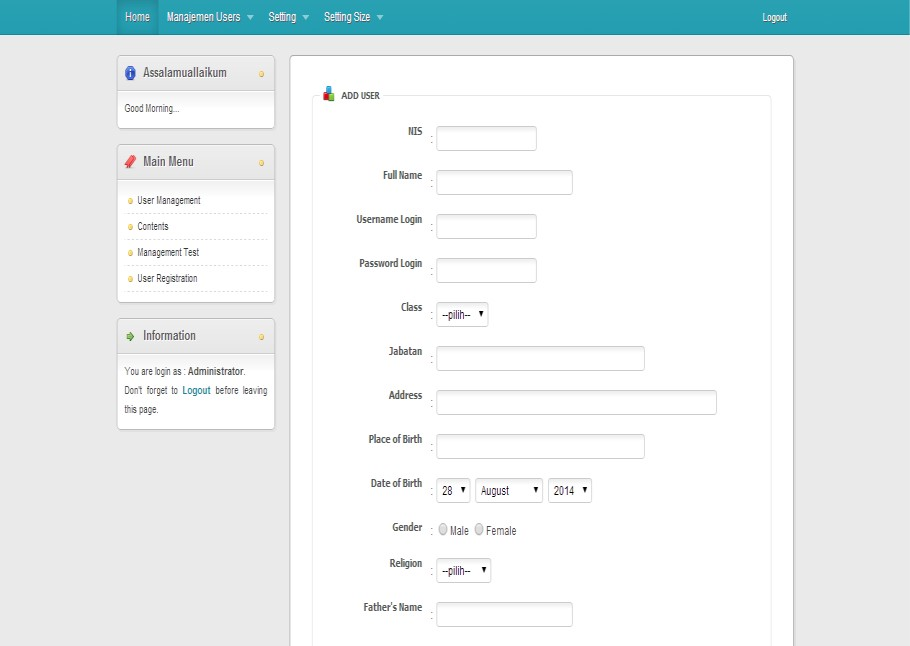 Home Manajemen Users Setting Setting Size Logout
Assalamuallaikum
Good Morning...
Main Menu
User Management
Contents
Management Test
User Registration
Information
You are login as : Administrator.
Don't forget to Logout before leaving
this page.
ADD USER
NIS :
Full Name :
Username Login :
Password Login :
Class : --pilih--
Jabatan :
Address :
Place of Birth :
Date of Birth : 28 August 2014
Gender : Male Female
Religion : --pilih--
Father's Name :